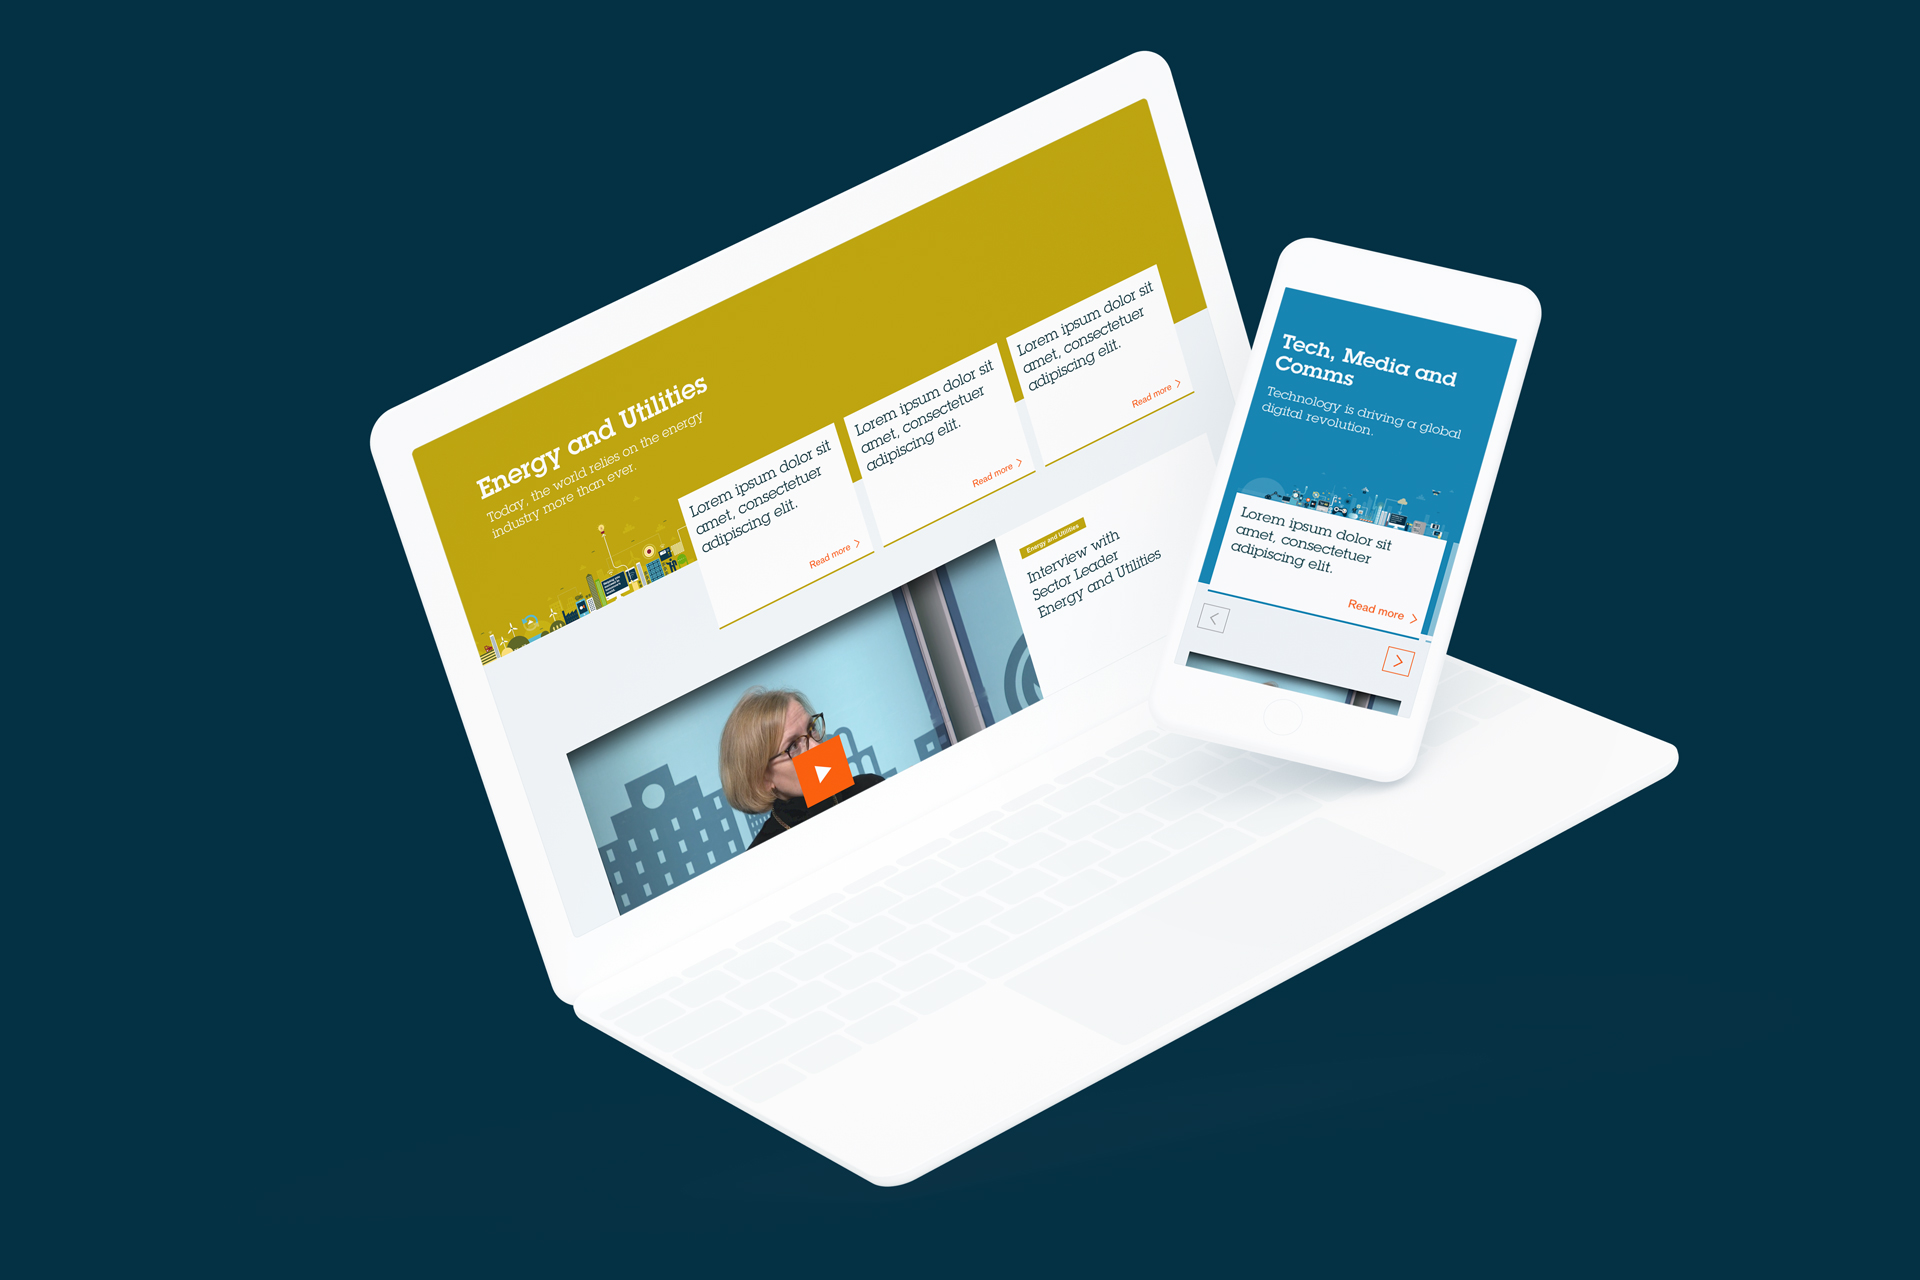 Energy and Utilities
Today, the world relies on the energy
industry more than ever.
Lorem ipsum dolor sit
amet, consectetuer
adipiscing elit.
Read more
Lorem ipsum dolor sit
amet, consectetuer
adipiscing elit.
Read more
Lorem ipsum dolor sit
amet, consectetuer
adipiscing elit.
Read more
Energy and Utilities
Interview with
Sector Leader
Energy and Utilities
Tech, Media and
Comms
Technology is driving a global
digital revolution.
Lorem ipsum dolor sit
amet, consectetuer
adipiscing elit.
Read more